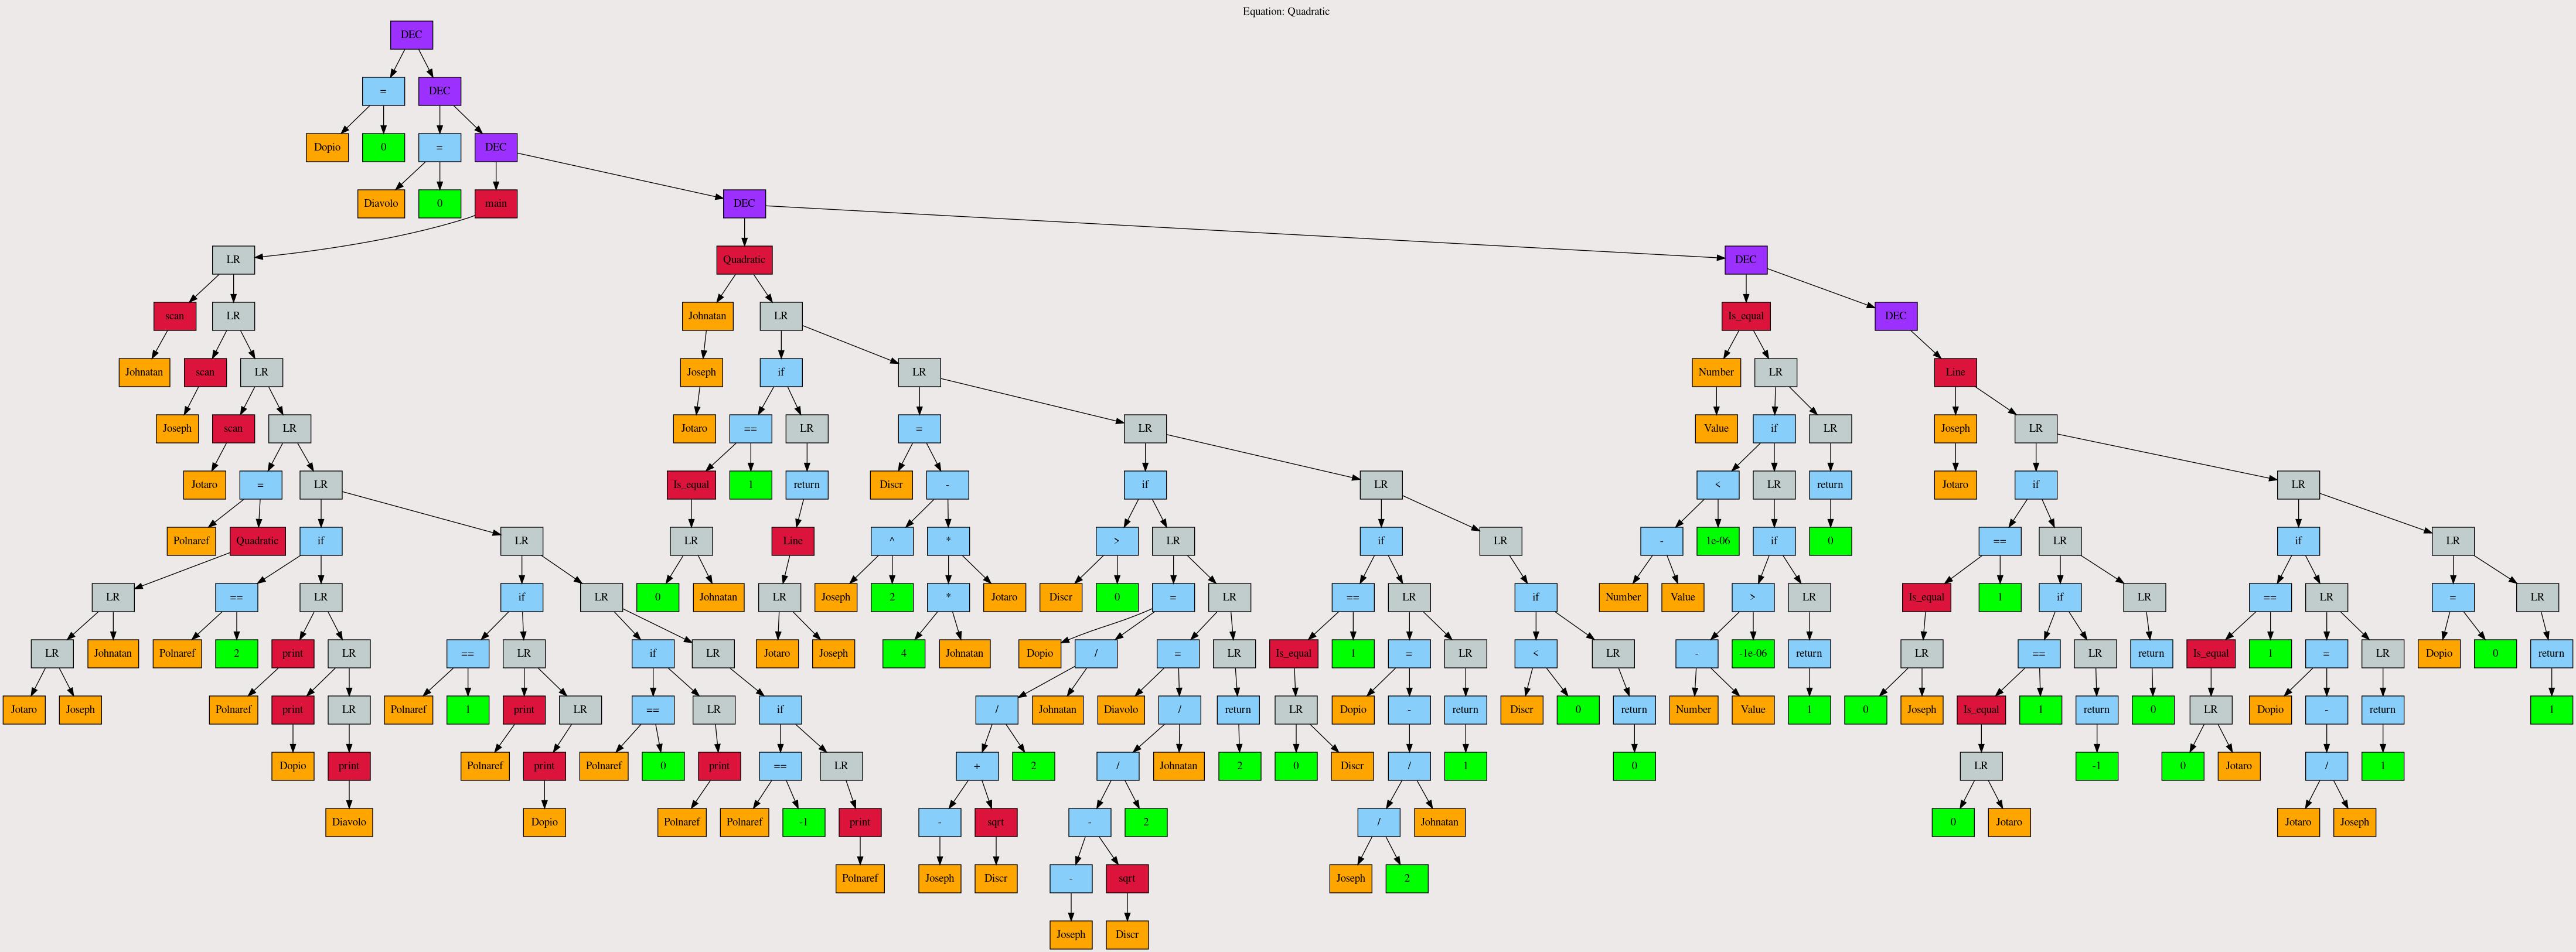 Equation: Quadratic
DEC
= DEC
Dopio 0 = DEC
Diavolo 0 main DEC
LR Quadratic DEC
scan LR Johnatan LR Is_equal DEC
Johnatan scan LR Joseph if LR Number LR Line
Joseph scan LR Jotaro == LR = LR Value if LR Joseph LR
Jotaro = LR Is_equal 1 return Discr - if LR < LR return Jotaro if LR
Polnaref Quadratic if LR LR Line ^ * > LR if LR - 1e-06 if 0 == LR if LR
LR == LR if LR 0 Johnatan LR Joseph 2 * Jotaro Discr 0 = LR == LR if Number Value > LR Is_equal 1 if LR == LR = LR
LR Johnatan Polnaref 2 print LR == LR if LR Jotaro Joseph 4 Johnatan Dopio / = LR Is_equal 1 = LR < LR - -1e-06 return LR == LR return Is_equal 1 = LR Dopio 0 return
Jotaro Joseph Polnaref print LR Polnaref 1 print LR == LR if / Johnatan Diavolo / return LR Dopio - return Discr 0 return Number Value 1 0 Joseph Is_equal 1 return 0 LR Dopio - return 1
Dopio print Polnaref print Polnaref 0 print == LR + 2 / Johnatan 2 0 Discr / 1 0 LR -1 0 Jotaro / 1
Diavolo Dopio Polnaref Polnaref -1 print - sqrt - 2 / Johnatan 0 Jotaro Jotaro Joseph
Polnaref Joseph Discr - sqrt Joseph 2
Joseph Discr